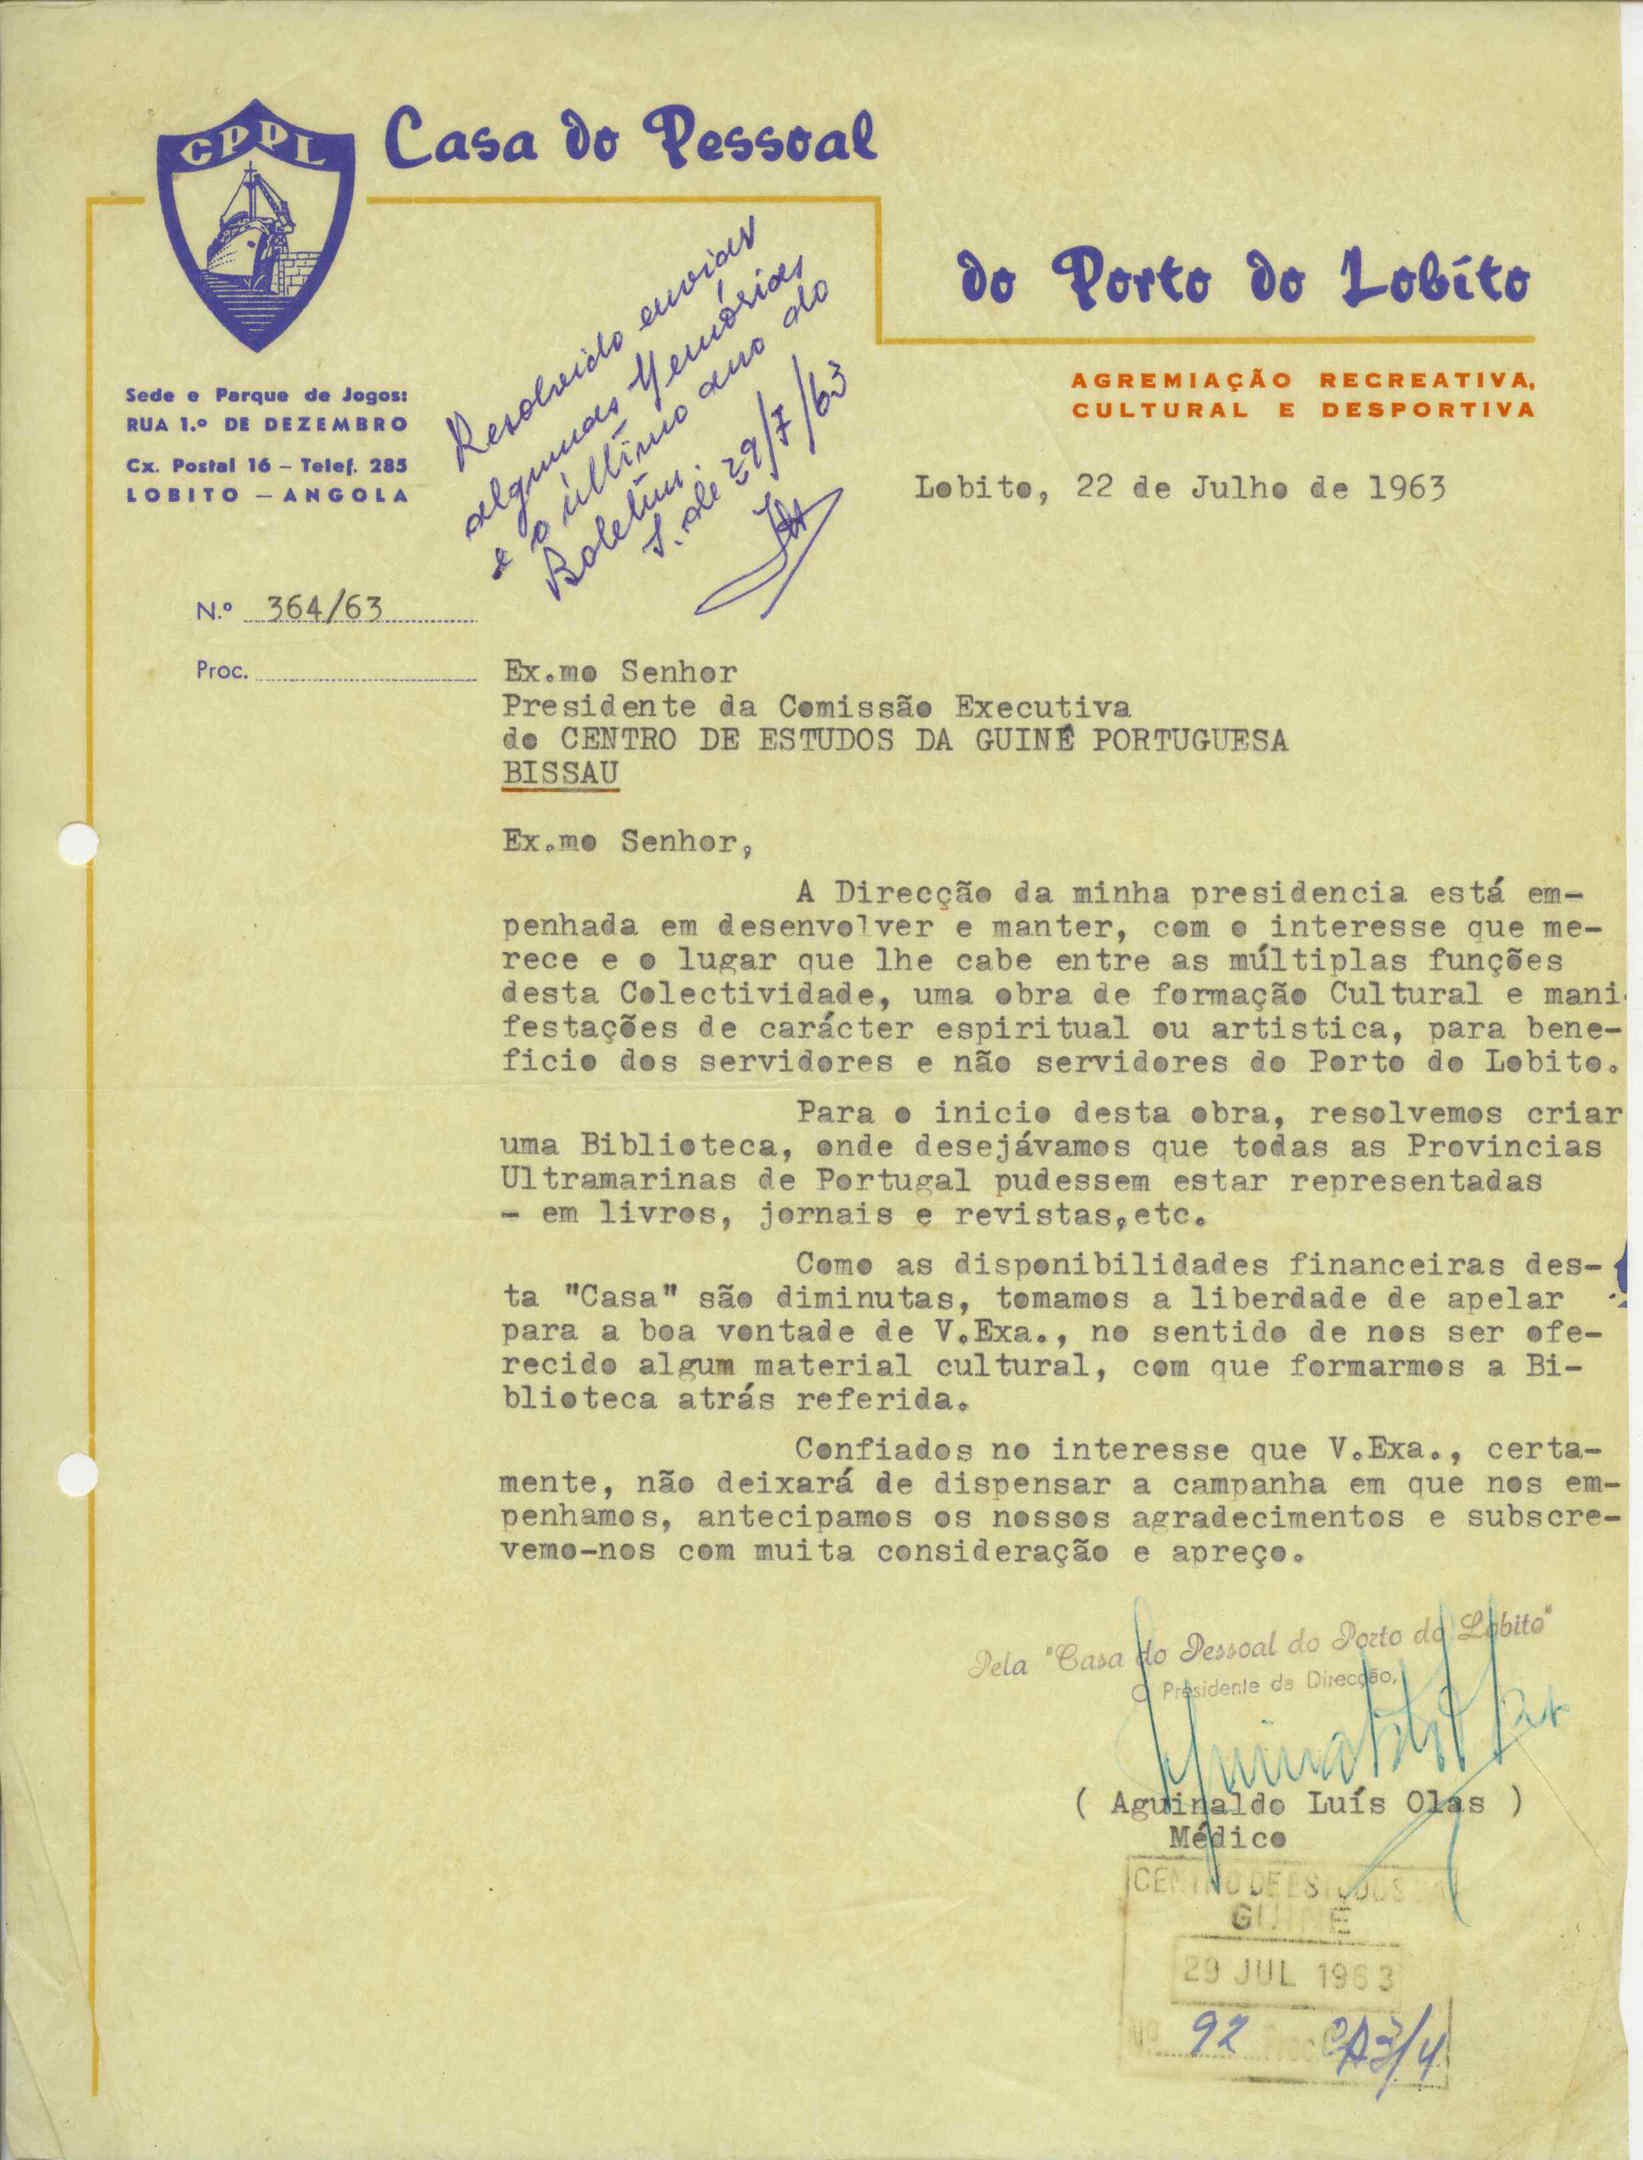 CPPL
Casa do Pessoal
do Porto do Lobito
AGREMIAÇÃO RECREATIVA,
CULTURAL E DESPORTIVA
Sede e Parque de Jogos:
RUA 1.º DE DEZEMBRO
Cx. Postal 16 – Telef. 285
LOBITO – ANGOLA
Resolvido enviar
algumas Memórias
e o último ano do
Boletim.
S. de 29/7/63
Lobito, 22 de Julho de 1963
N.º 364/63
Proc.
Ex.mo Senhor
Presidente da Comissão Executiva
do CENTRO DE ESTUDOS DA GUINÉ PORTUGUESA
BISSAU
Ex.mo Senhor,
A Direcção da minha presidencia está em-
penhada em desenvolver e manter, com o interesse que me-
rece e o lugar que lhe cabe entre as múltiplas funções
desta Colectividade, uma obra de formação Cultural e mani
festações de carácter espiritual ou artistica, para bene-
ficio dos servidores e não servidores do Porto do Lobito.
Para o inicio desta obra, resolvemos criar
uma Biblioteca, onde desejávamos que todas as Provincias
Ultramarinas de Portugal pudessem estar representadas
- em livros, jornais e revistas,etc.
Como as disponibilidades financeiras des-
ta "Casa" são diminutas, tomamos a liberdade de apelar
para a boa vontade de V.Exa., no sentido de nos ser ofe-
recido algum material cultural, com que formarmos a Bi-
blioteca atrás referida.
Confiados no interesse que V.Exa., certa-
mente, não deixará de dispensar a campanha em que nos em-
penhamos, antecipamos os nossos agradecimentos e subscre-
vemo-nos com muita consideração e apreço.
Pela "Casa do Pessoal do Porto do Lobito"
O Presidente da Direcção,
( Aguinaldo Luís Olas )
Médico
CENTRO DE ESTUDOS
GUINÉ
29 JUL 1963
Nº 92 A3/4